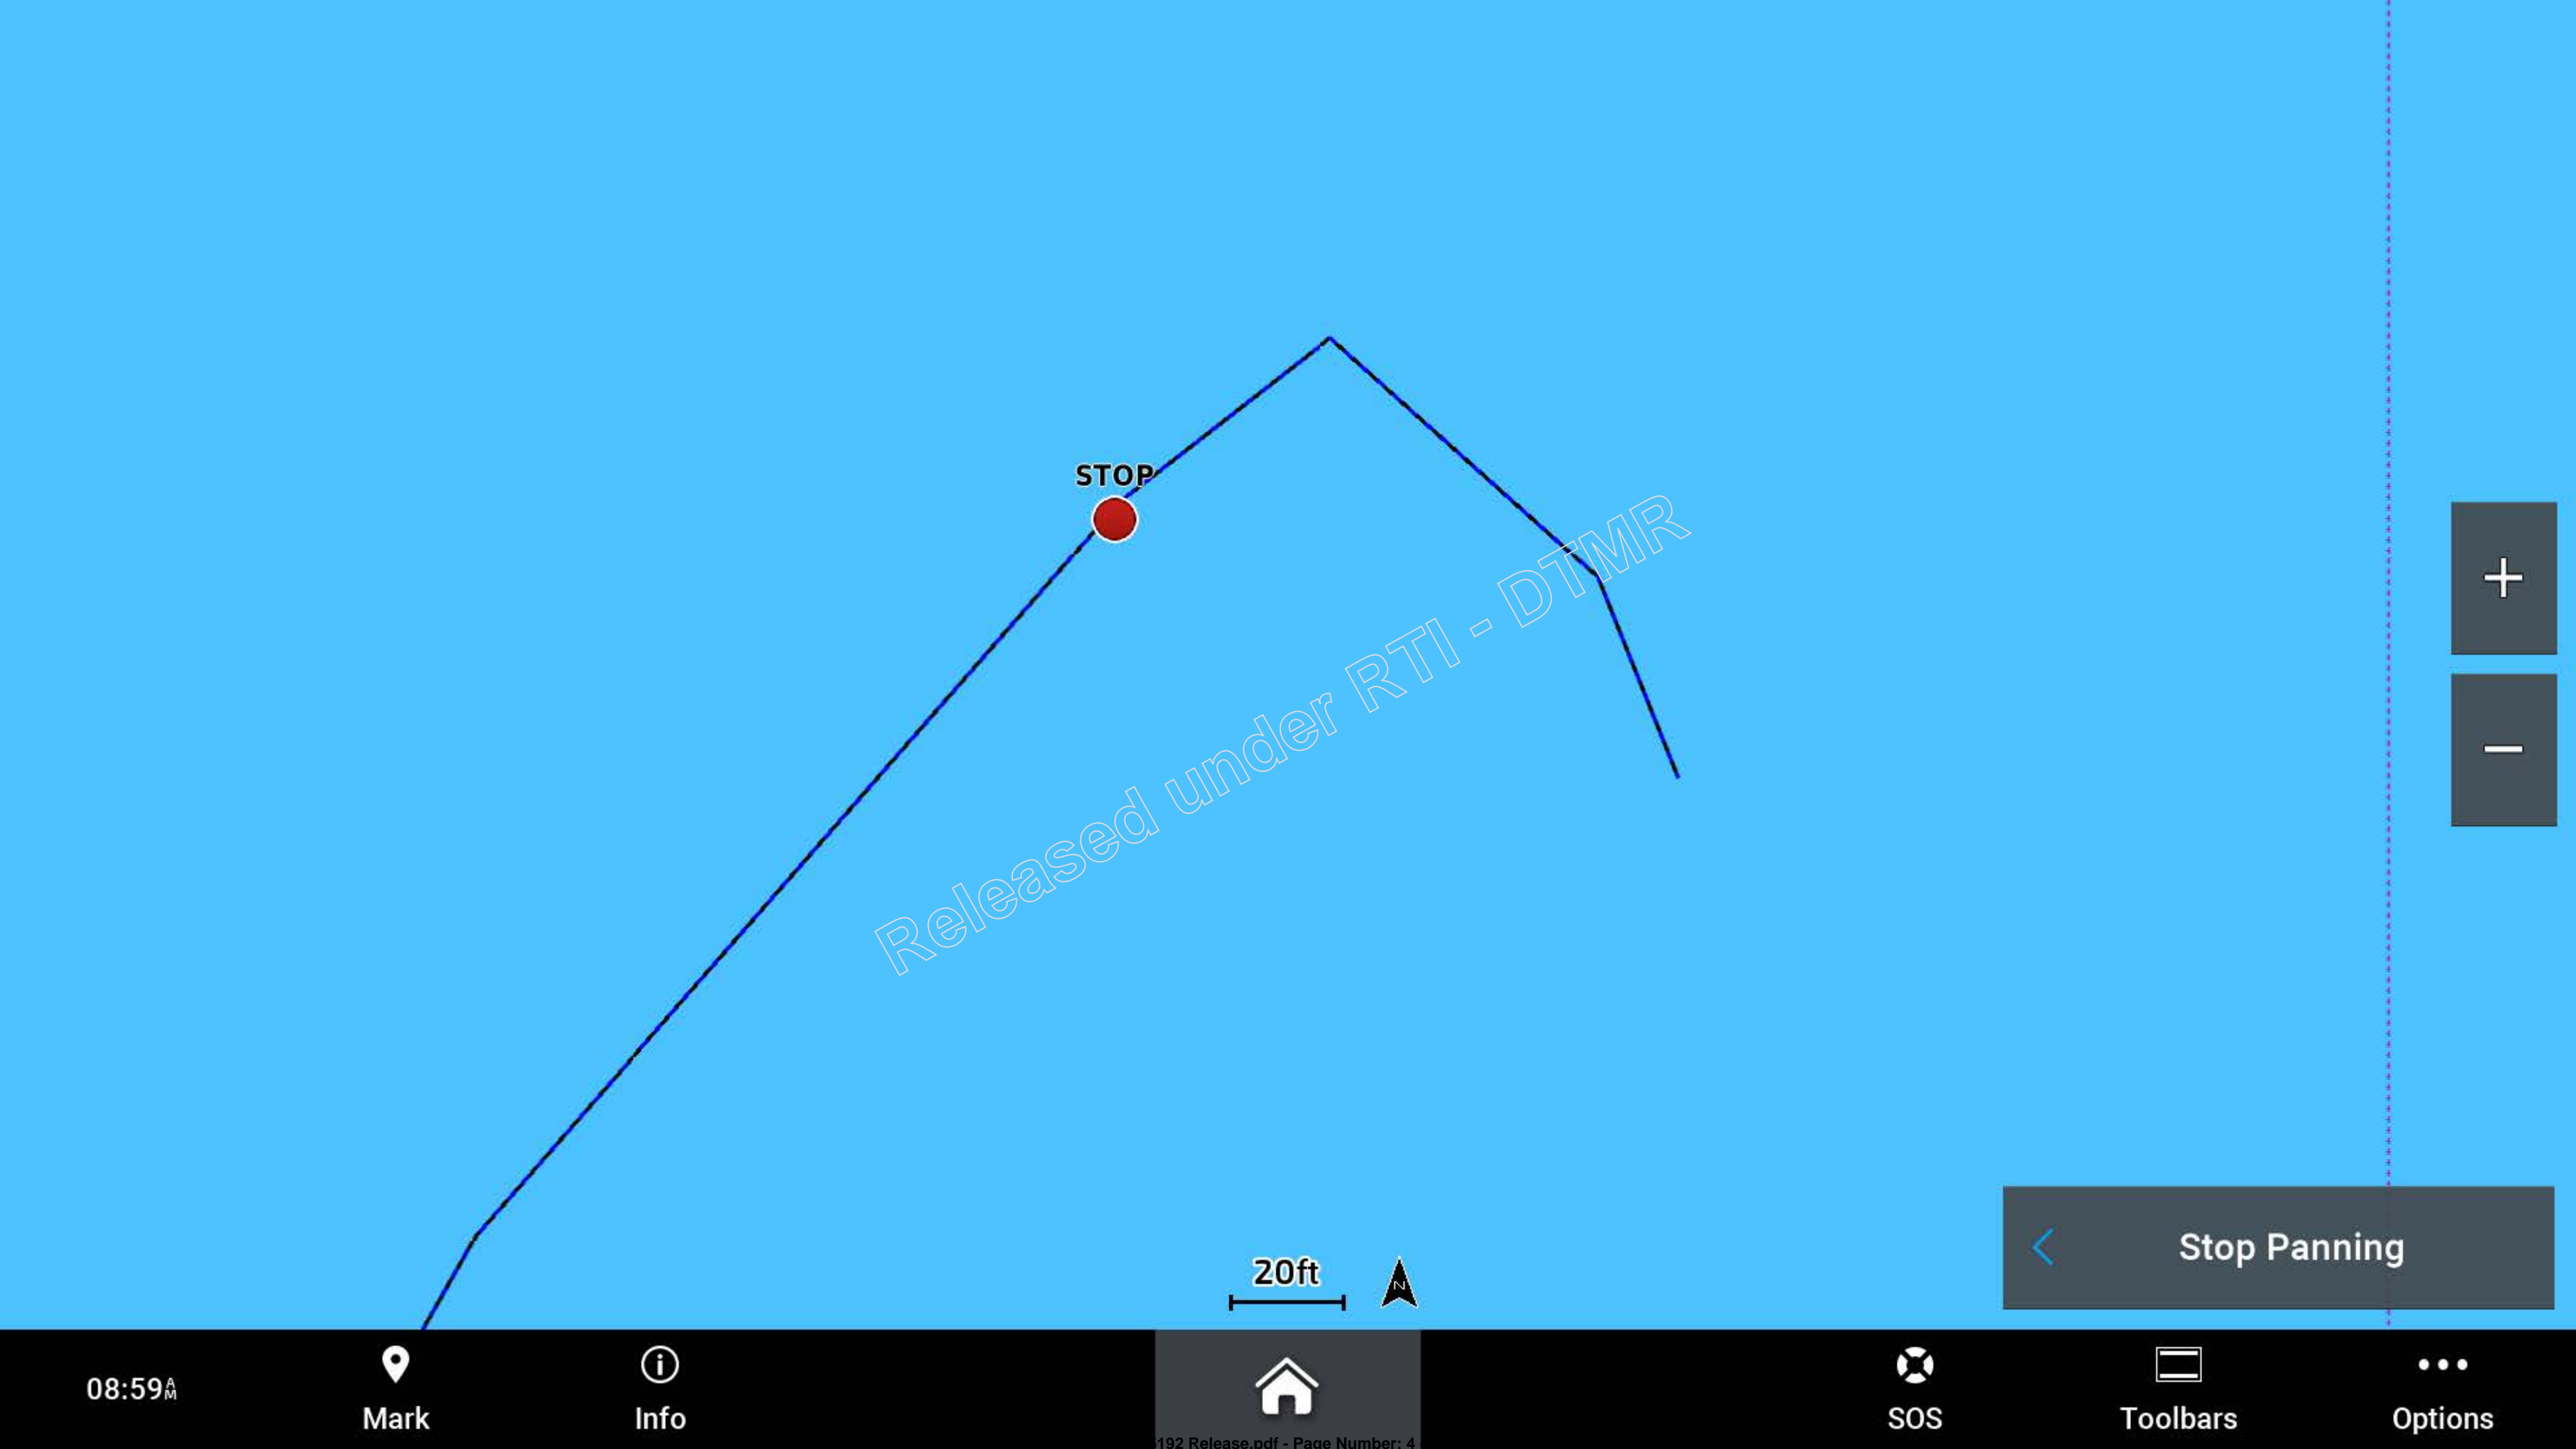 STOP
Released under RTI - DTMR
+
−
Stop Panning
20ft
N
08:59AM
Mark
Info
SOS
Toolbars
Options
192 Release.pdf - Page Number: 4